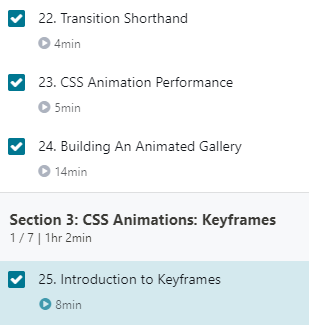 22. Transition Shorthand
4min
23. CSS Animation Performance
5min
24. Building An Animated Gallery
14min
Section 3: CSS Animations: Keyframes
1 / 7 | 1hr 2min
25. Introduction to Keyframes
8min